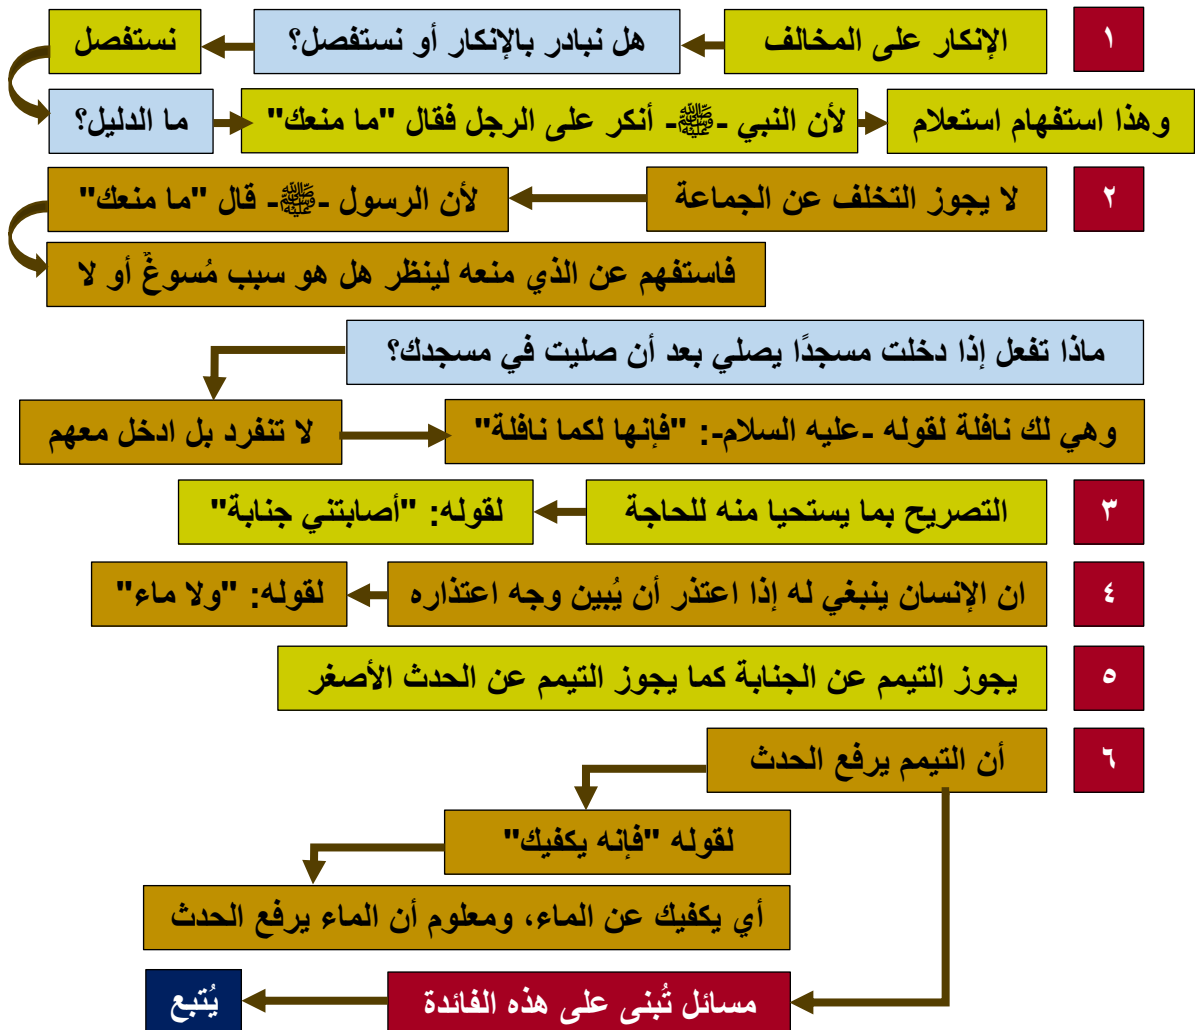 ١
الإنكار على المخالف
هل نبادر بالإنكار أو نستفصل؟
نستفصل
ما الدليل؟
لأن النبي -ﷺ- أنكر على الرجل فقال "ما منعك"
وهذا استفهام استعلام
٢
لا يجوز التخلف عن الجماعة
لأن الرسول -ﷺ- قال "ما منعك"
فاستفهم عن الذي منعه لينظر هل هو سبب مُسوغٌ أو لا
ماذا تفعل إذا دخلت مسجدًا يصلي بعد أن صليت في مسجدك؟
لا تنفرد بل ادخل معهم
وهي لك نافلة لقوله -عليه السلام-: "فإنها لكما نافلة"
٣
التصريح بما يستحيا منه للحاجة
لقوله: "أصابتني جنابة"
٤
ان الإنسان ينبغي له إذا اعتذر أن يُبين وجه اعتذاره
لقوله: "ولا ماء"
٥
يجوز التيمم عن الجنابة كما يجوز التيمم عن الحدث الأصغر
٦
أن التيمم يرفع الحدث
لقوله "فإنه يكفيك"
أي يكفيك عن الماء، ومعلوم أن الماء يرفع الحدث
مسائل تُبنى على هذه الفائدة
يُتبع